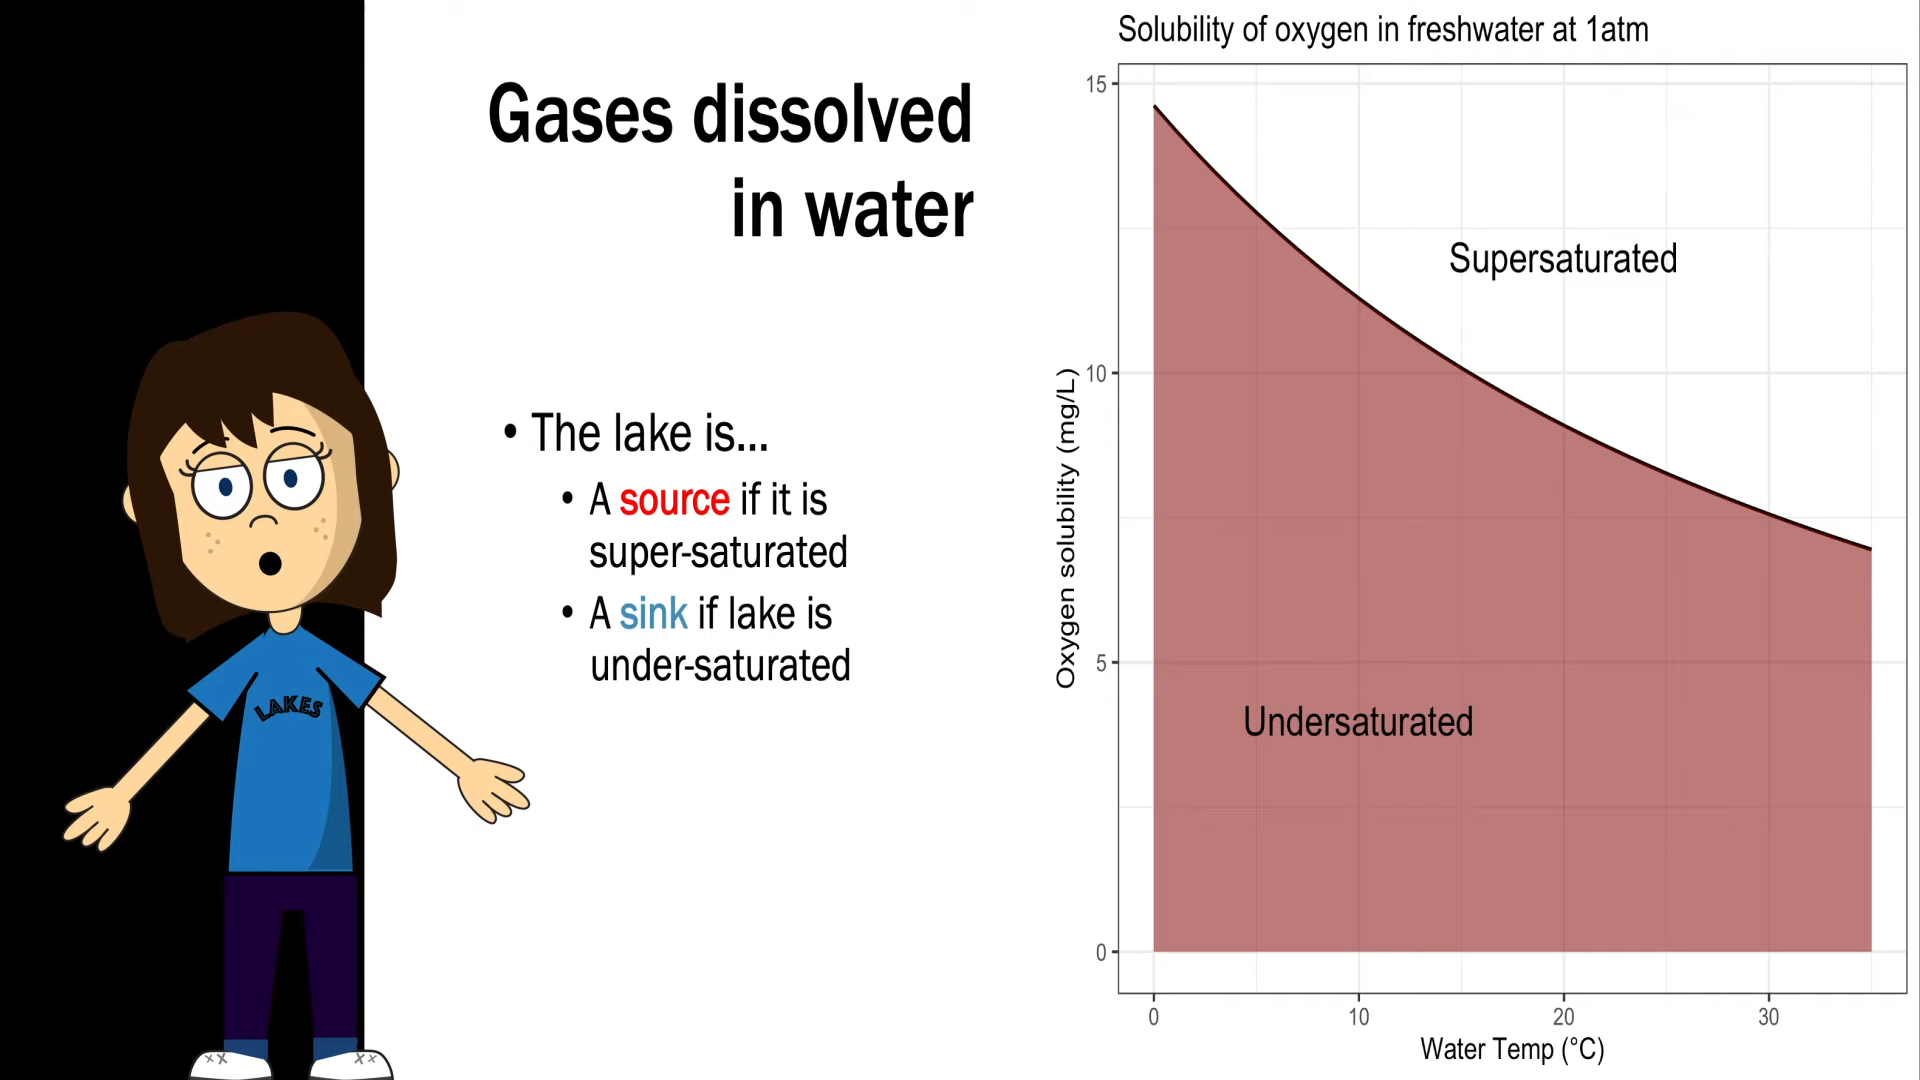 Gases dissolved
in water
• The lake is...
• A source if it is
super-saturated
• A sink if lake is
under-saturated
LAKES
Solubility of oxygen in freshwater at 1atm
Oxygen solubility (mg/L)
15
10
5
0
Supersaturated
Undersaturated
0 10 20 30
Water Temp (°C)